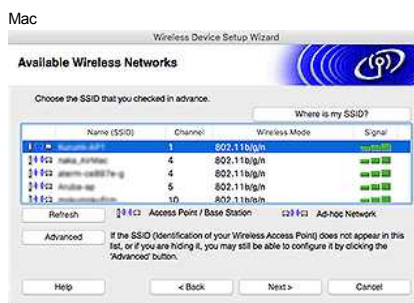 Mac
Wireless Device Setup Wizard
Available Wireless Networks
Choose the SSID that you checked in advance.
Where is my SSID?
Name (SSID) Channel Wireless Mode Signal
1 802.11b/g/n
4 802.11b/g/n
4 802.11b/g/n
5 802.11b/g/n
10 802.11b/g/n
Refresh Access Point / Base Station Ad-hoc Network
Advanced
If the SSID (Identification of your Wireless Access Point) does not appear in this
list, or if you are hiding it, you may still be able to configure it by clicking the
'Advanced' button.
Help < Back Next > Cancel